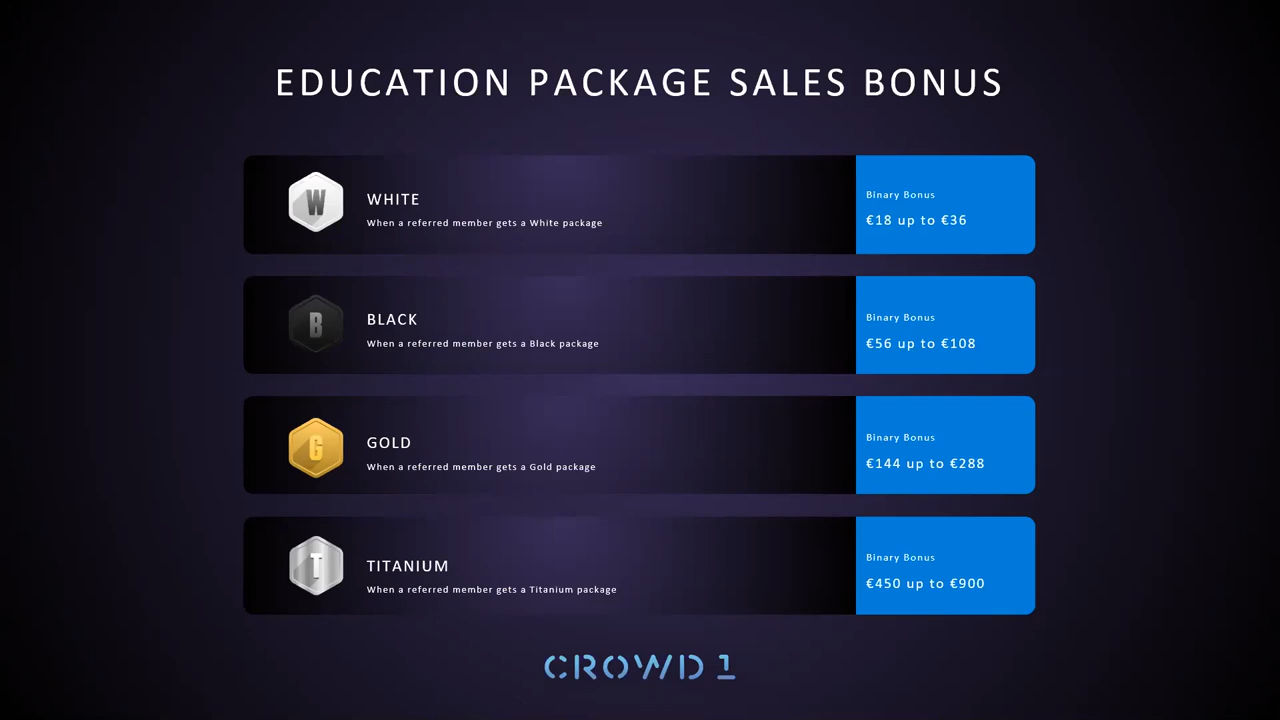 EDUCATION PACKAGE SALES BONUS
W
WHITE
When a referred member gets a White package
Binary Bonus
€18 up to €36
B
BLACK
When a referred member gets a Black package
Binary Bonus
€56 up to €108
G
GOLD
When a referred member gets a Gold package
Binary Bonus
€144 up to €288
T
TITANIUM
When a referred member gets a Titanium package
Binary Bonus
€450 up to €900
CROWD 1